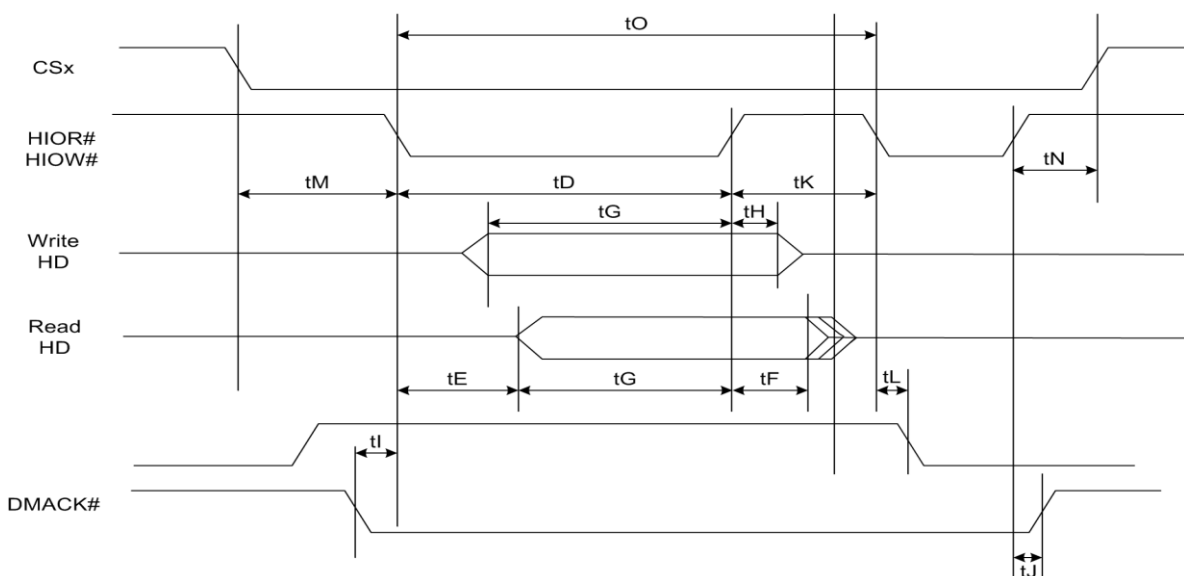 tO
CSx
HIOR#
HIOW#
tN
tM
tD
tK
tG
tH
Write
HD
Read
HD
tE
tG
tF
tL
tI
DMACK#
tJ